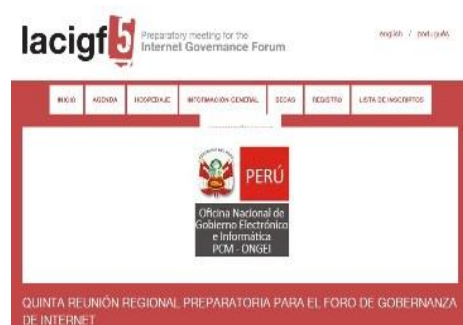 lacigf5
Preparatory meeting for the
Internet Governance Forum
english / português
INICIO AGENDA HOSPEDAJE INFORMACIÓN GENERAL BECAS REGISTRO LISTA DE INSCRIPTOS
PERÚ
Oficina Nacional de
Gobierno Electrónico
e Informática
PCM - ONGEI
QUINTA REUNIÓN REGIONAL PREPARATORIA PARA EL FORO DE GOBERNANZA
DE INTERNET